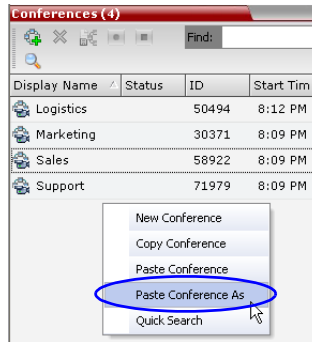 Conferences (4)
Find:
Display Name Status ID Start Tim
Logistics 50494 8:12 PM
Marketing 30371 8:09 PM
Sales 58922 8:09 PM
Support 71979 8:09 PM
New Conference
Copy Conference
Paste Conference
Paste Conference As
Quick Search